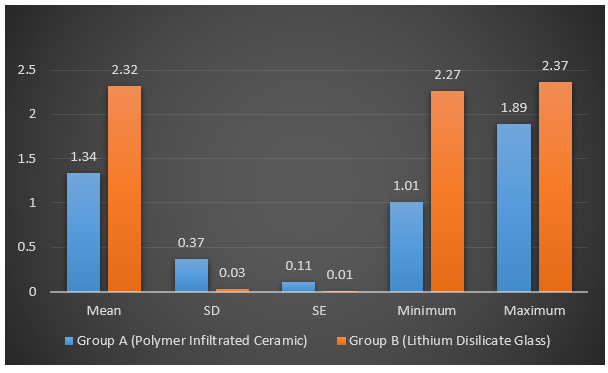 2.5
2
1.5
1
0.5
0
1.34
2.32
0.37
0.03
0.11
0.01
1.01
2.27
1.89
2.37
Mean
SD
SE
Minimum
Maximum
Group A (Polymer Infiltrated Ceramic)
Group B (Lithium Disilicate Glass)